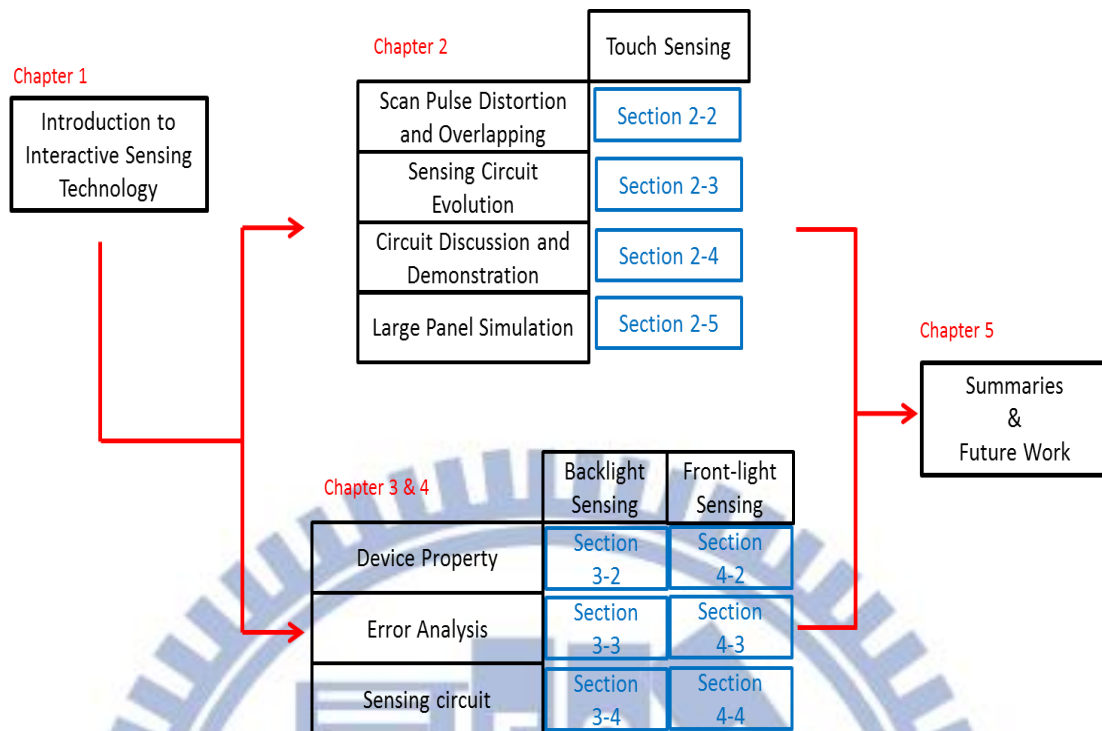 Chapter 1
Introduction to
Interactive Sensing
Technology
Chapter 2
Touch Sensing
Scan Pulse Distortion
and Overlapping
Section 2-2
Sensing Circuit
Evolution
Section 2-3
Circuit Discussion and
Demonstration
Section 2-4
Large Panel Simulation
Section 2-5
Chapter 3 & 4
Backlight
Sensing
Front-light
Sensing
Device Property
Section
3-2
Section
4-2
Error Analysis
Section
3-3
Section
4-3
Sensing circuit
Section
3-4
Section
4-4
Chapter 5
Summaries
&
Future Work